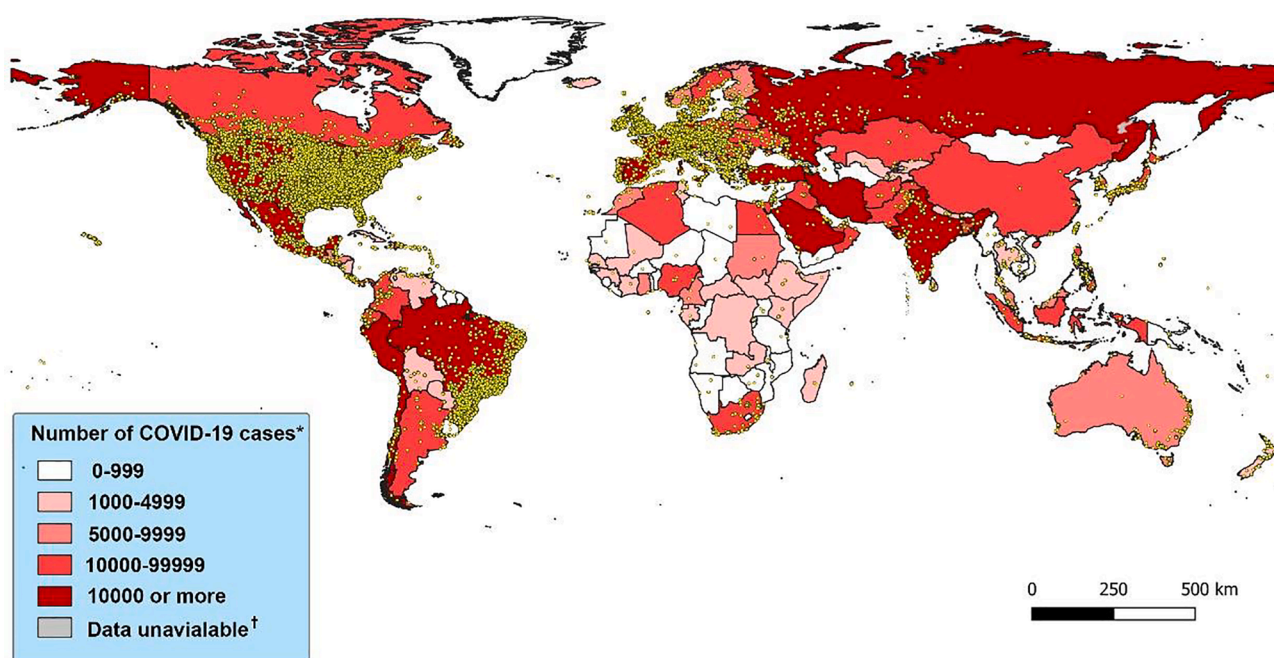 Number of COVID-19 cases*
0-999
1000-4999
5000-9999
10000-99999
10000 or more
Data unavialable†
0 250 500 km